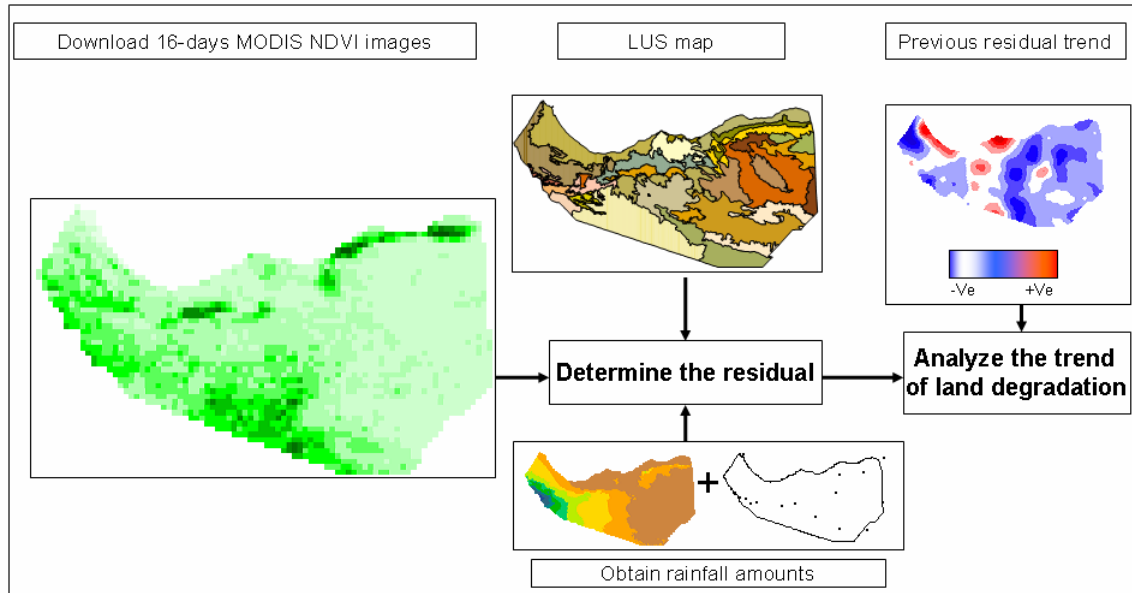 Download 16-days MODIS NDVI images
LUS map
Previous residual trend
-Ve
+Ve
Determine the residual
Analyze the trend
of land degradation
+
Obtain rainfall amounts